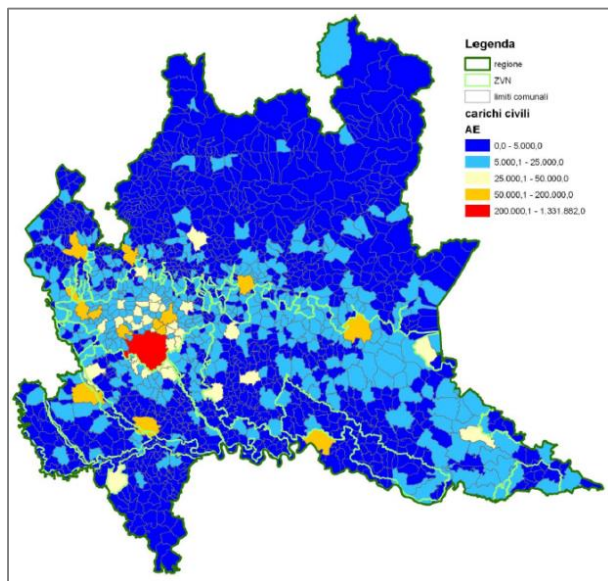 Legenda
regione
ZVN
limiti comunali
carichi civili
AE
0,0 - 5.000,0
5.000,1 - 25.000,0
25.000,1 - 50.000,0
50.000,1 - 200.000,0
200.000,1 - 1.331.882,0